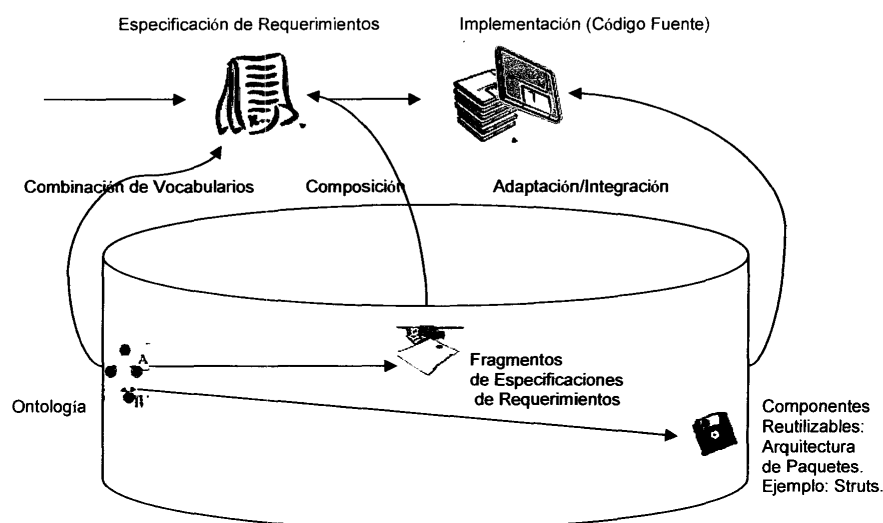 Especificación de Requerimientos
Implementación (Código Fuente)
Combinación de Vocabularios
Composición
Adaptación/Integración
A
Ontología
Fragmentos
de Especificaciones
de Requerimientos
Componentes
Reutilizables:
Arquitectura
de Paquetes.
Ejemplo: Struts.